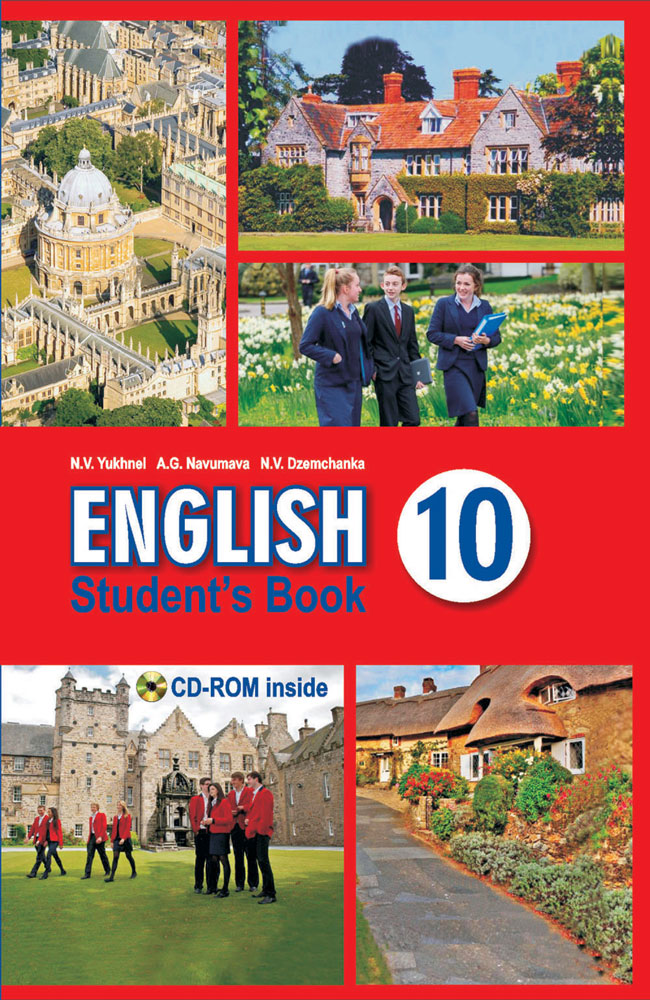 N.V. Yukhnel A.G. Navumava N.V. Dzemchanka
ENGLISH 10
Student's Book
CD-ROM inside